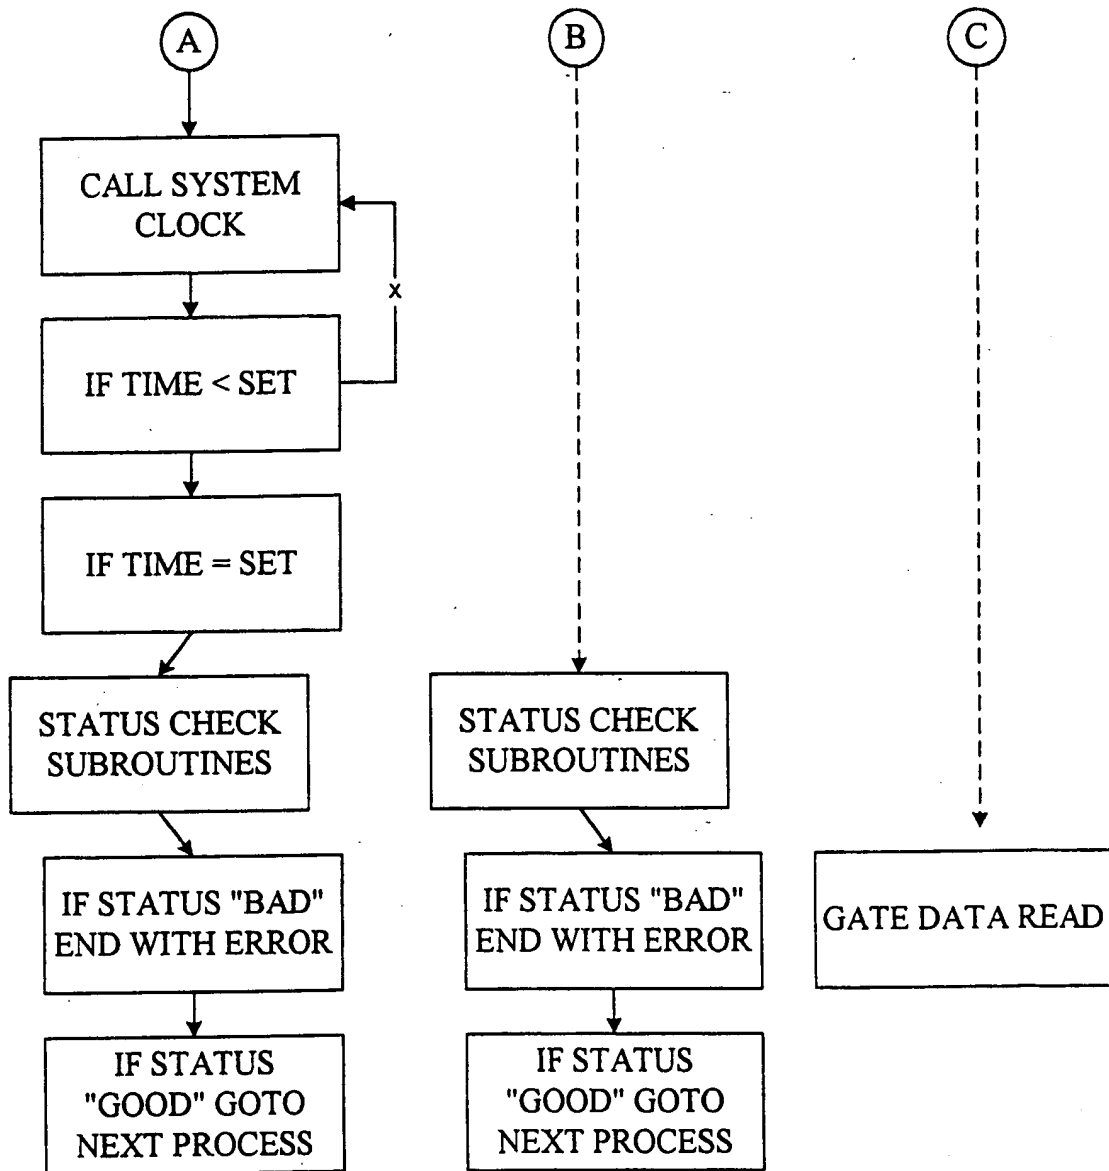 A
B
C
CALL SYSTEM
CLOCK
x
IF TIME < SET
IF TIME = SET
STATUS CHECK
SUBROUTINES
IF STATUS "BAD"
END WITH ERROR
IF STATUS
"GOOD" GOTO
NEXT PROCESS
STATUS CHECK
SUBROUTINES
IF STATUS "BAD"
END WITH ERROR
IF STATUS
"GOOD" GOTO
NEXT PROCESS
GATE DATA READ